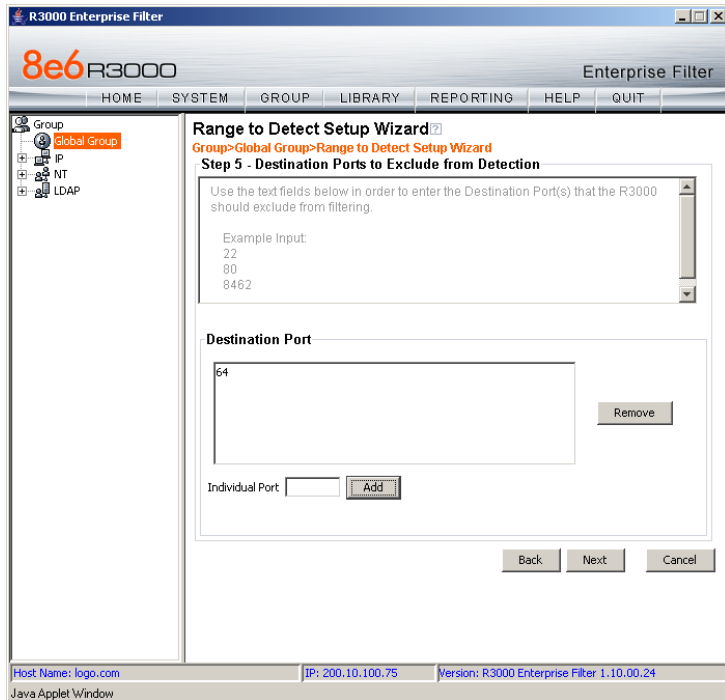 R3000 Enterprise Filter
8e6 R3000
Enterprise Filter
HOME SYSTEM GROUP LIBRARY REPORTING HELP QUIT
Group
Global Group
IP
NT
LDAP
Range to Detect Setup Wizard
Group>Global Group>Range to Detect Setup Wizard
Step 5 - Destination Ports to Exclude from Detection
Use the text fields below in order to enter the Destination Port(s) that the R3000
should exclude from filtering.
Example Input:
22
80
8462
Destination Port
64
Remove
Individual Port Add
Back Next Cancel
Host Name: logo.com IP: 200.10.100.75 Version: R3000 Enterprise Filter 1.10.00.24
Java Applet Window